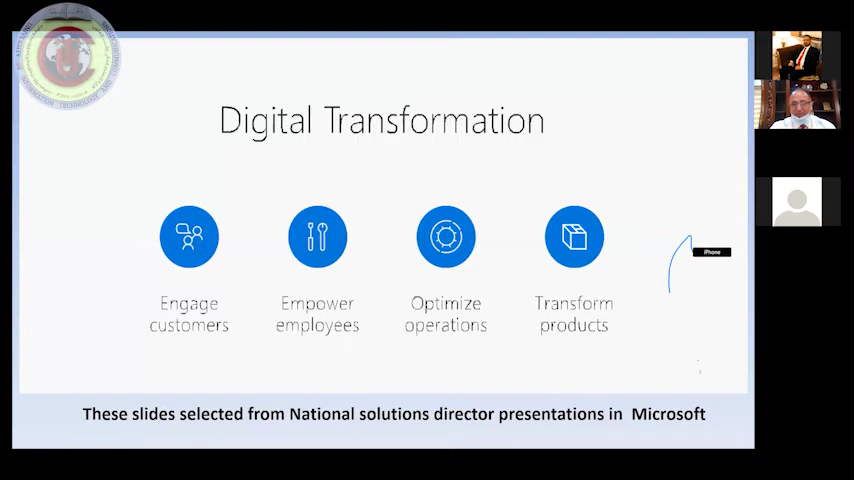 Digital Transformation
Engage
customers
Empower
employees
Optimize
operations
Transform
products
iPhone
These slides selected from National solutions director presentations in Microsoft